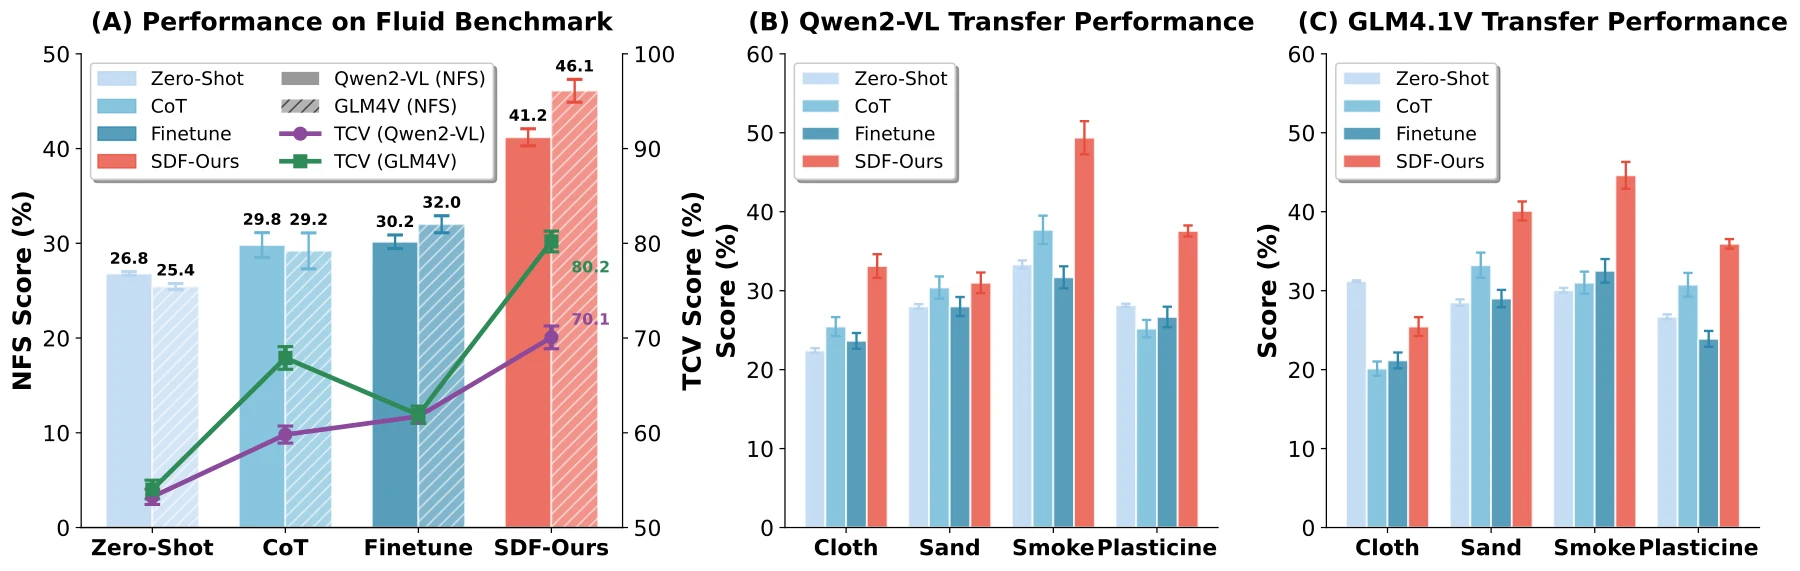 (A) Performance on Fluid Benchmark
50
40
30
20
10
0
NFS Score (%)
100
90
80
70
60
50
TCV Score (%)
Zero-Shot
CoT
Finetune
SDF-Ours
Qwen2-VL (NFS)
GLM4V (NFS)
TCV (Qwen2-VL)
TCV (GLM4V)
26.8
25.4
29.8
29.2
30.2
32.0
41.2
46.1
80.2
70.1
Zero-Shot
CoT
Finetune
SDF-Ours
(B) Qwen2-VL Transfer Performance
60
50
40
30
20
10
0
Score (%)
Zero-Shot
CoT
Finetune
SDF-Ours
Cloth
Sand
Smoke
Plasticine
(C) GLM4.1V Transfer Performance
60
50
40
30
20
10
0
Score (%)
Zero-Shot
CoT
Finetune
SDF-Ours
Cloth
Sand
Smoke
Plasticine